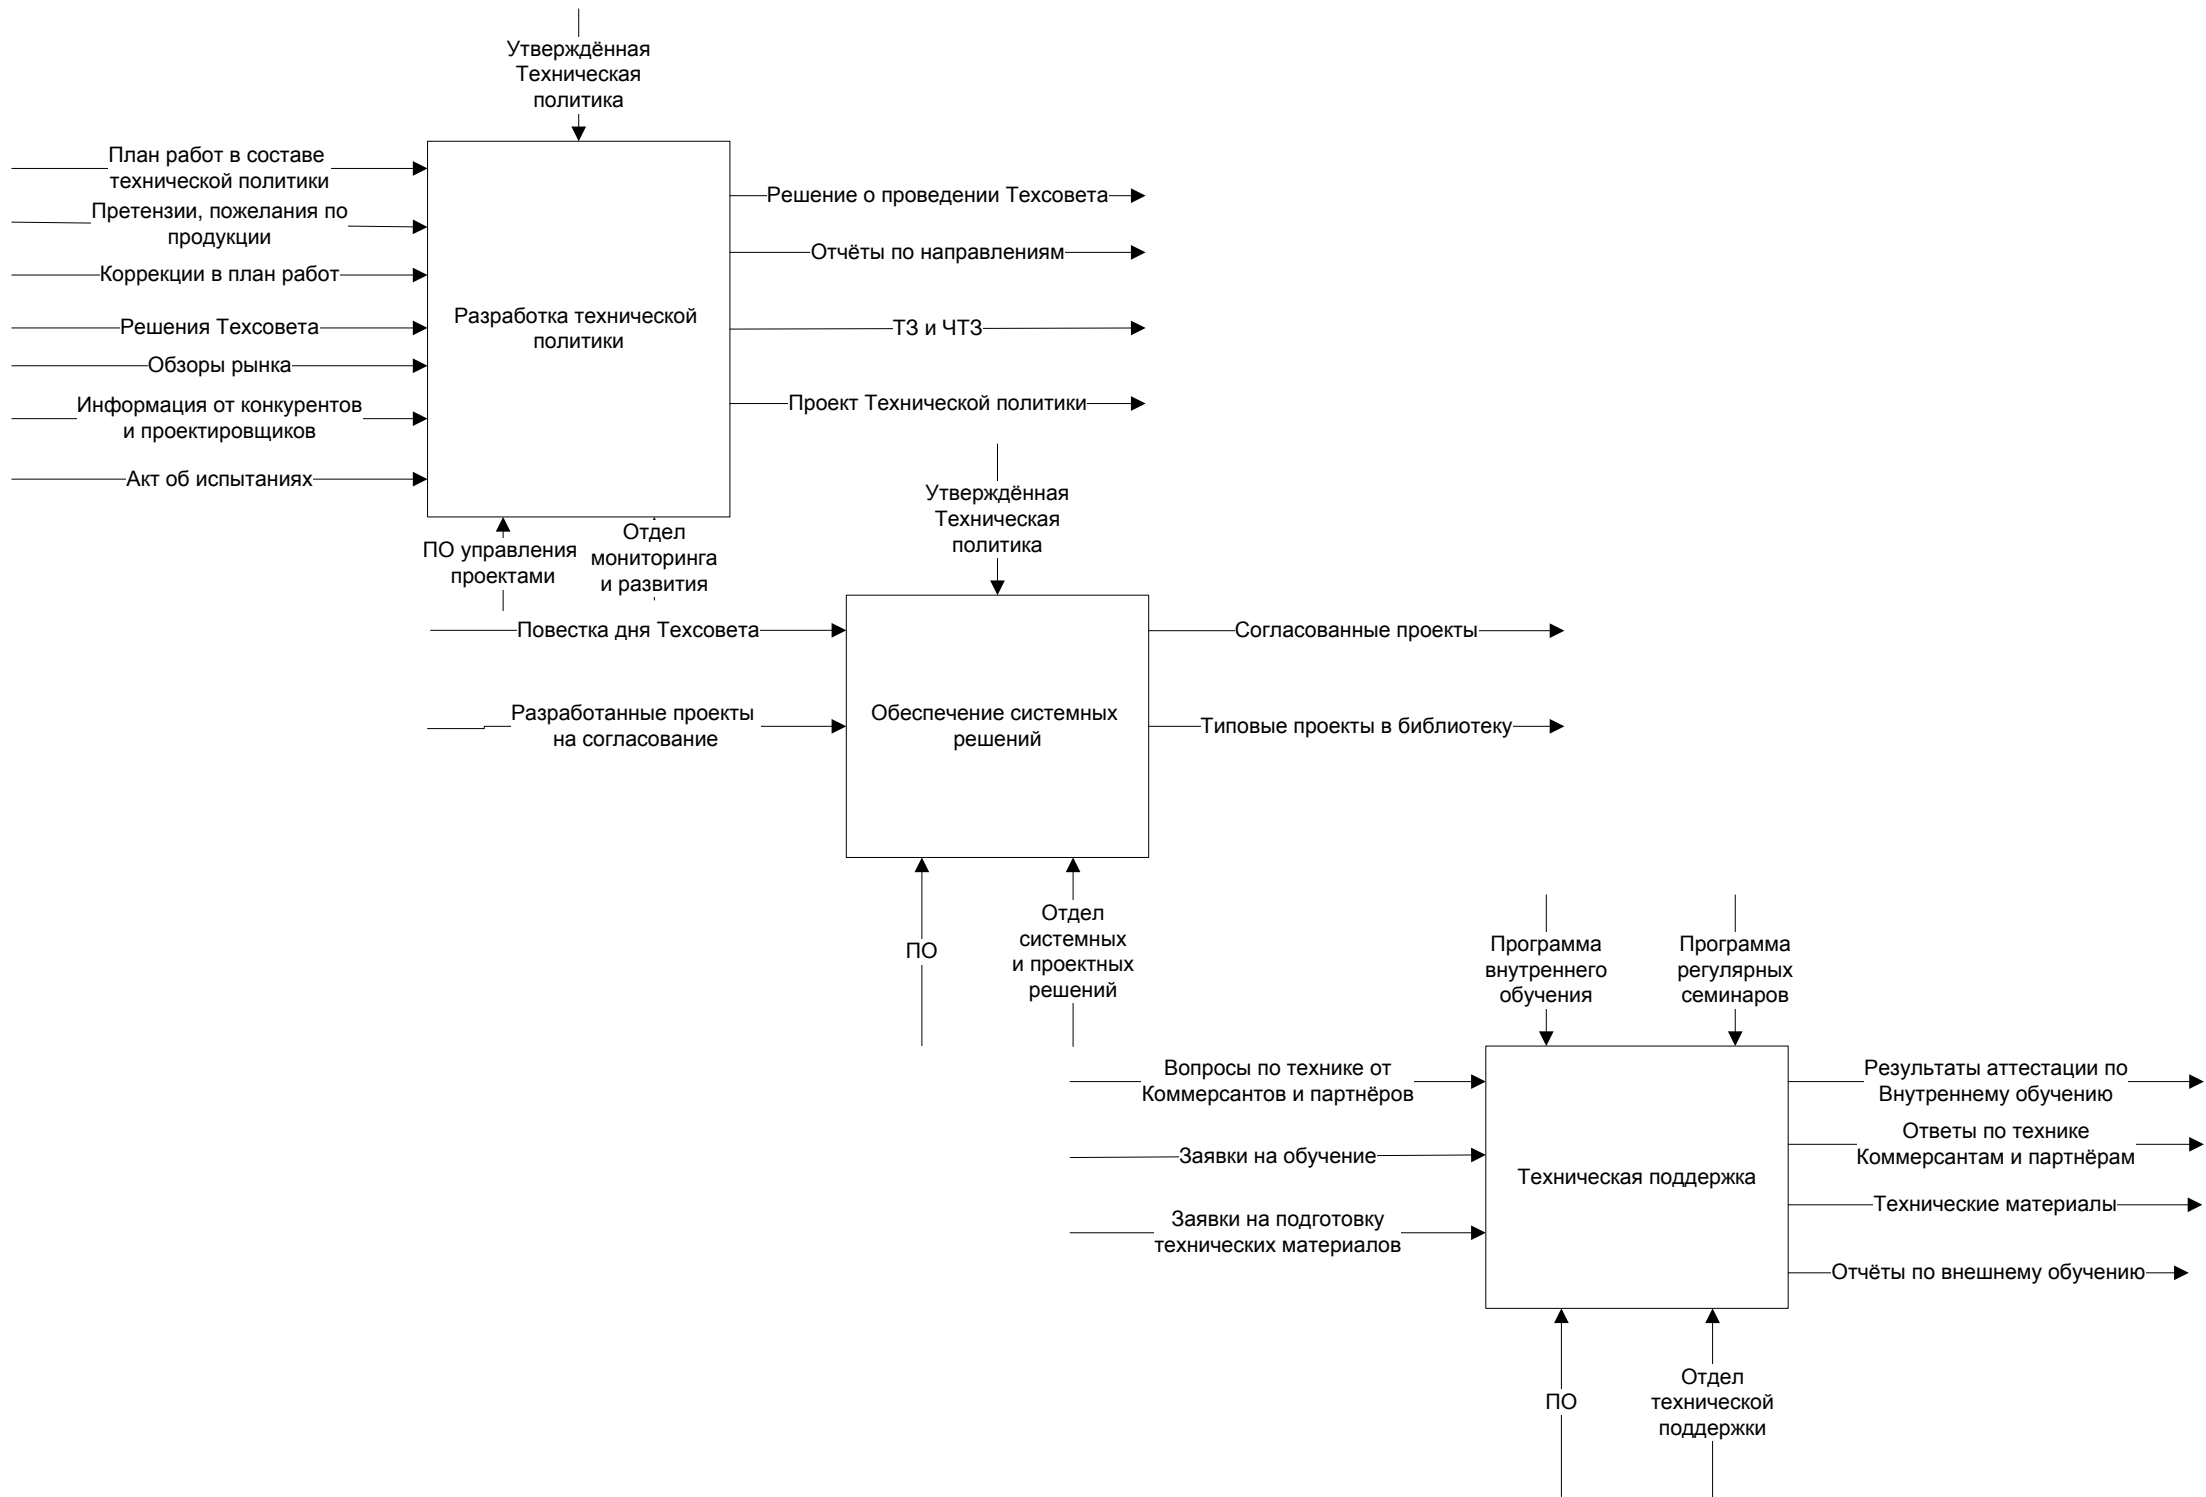 Утверждённая
Техническая
политика
План работ в составе
технической политики
Претензии, пожелания по
продукции
Коррекции в план работ
Решения Техсовета
Обзоры рынка
Информация от конкурентов
и проектировщиков
Акт об испытаниях
Разработка технической
политики
Решение о проведении Техсовета
Отчёты по направлениям
ТЗ и ЧТЗ
Проект Технической политики
ПО управления
проектами
Отдел
мониторинга
и развития
Утверждённая
Техническая
политика
Повестка дня Техсовета
Разработанные проекты
на согласование
Обеспечение системных
решений
Согласованные проекты
Типовые проекты в библиотеку
ПО
Отдел
системных
и проектных
решений
Программа
внутреннего
обучения
Программа
регулярных
семинаров
Вопросы по технике от
Коммерсантов и партнёров
Заявки на обучение
Заявки на подготовку
технических материалов
Техническая поддержка
Результаты аттестации по
Внутреннему обучению
Ответы по технике
Коммерсантам и партнёрам
Технические материалы
Отчёты по внешнему обучению
ПО
Отдел
технической
поддержки